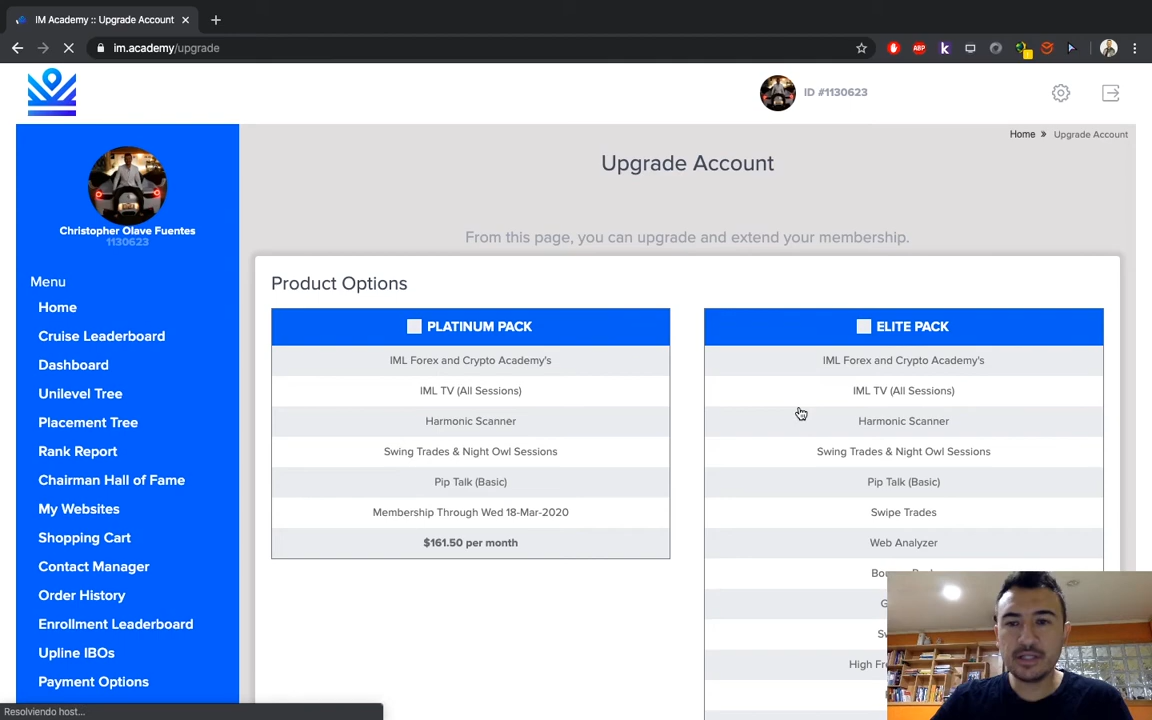 IM Academy :: Upgrade Account
im.academy/upgrade
ABP
k
ID #1130623
Home » Upgrade Account
Christopher Olave Fuentes
1130623
Menu
Home
Cruise Leaderboard
Dashboard
Unilevel Tree
Placement Tree
Rank Report
Chairman Hall of Fame
My Websites
Shopping Cart
Contact Manager
Order History
Enrollment Leaderboard
Upline IBOs
Payment Options
Upgrade Account
From this page, you can upgrade and extend your membership.
Product Options
PLATINUM PACK
IML Forex and Crypto Academy's
IML TV (All Sessions)
Harmonic Scanner
Swing Trades & Night Owl Sessions
Pip Talk (Basic)
Membership Through Wed 18-Mar-2020
$161.50 per month
ELITE PACK
IML Forex and Crypto Academy's
IML TV (All Sessions)
Harmonic Scanner
Swing Trades & Night Owl Sessions
Pip Talk (Basic)
Swipe Trades
Web Analyzer
High
Resolviendo host...